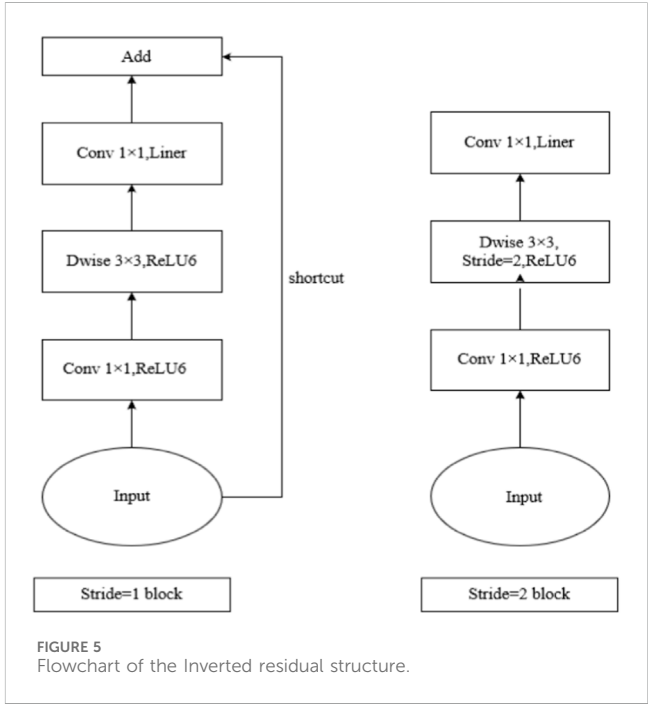 Add
Conv 1×1,Liner
Dwise 3×3,ReLU6
shortcut
Conv 1×1,ReLU6
Input
Stride=1 block
Conv 1×1,Liner
Dwise 3×3,
Stride=2,ReLU6
Conv 1×1,ReLU6
Input
Stride=2 block
FIGURE 5
Flowchart of the Inverted residual structure.